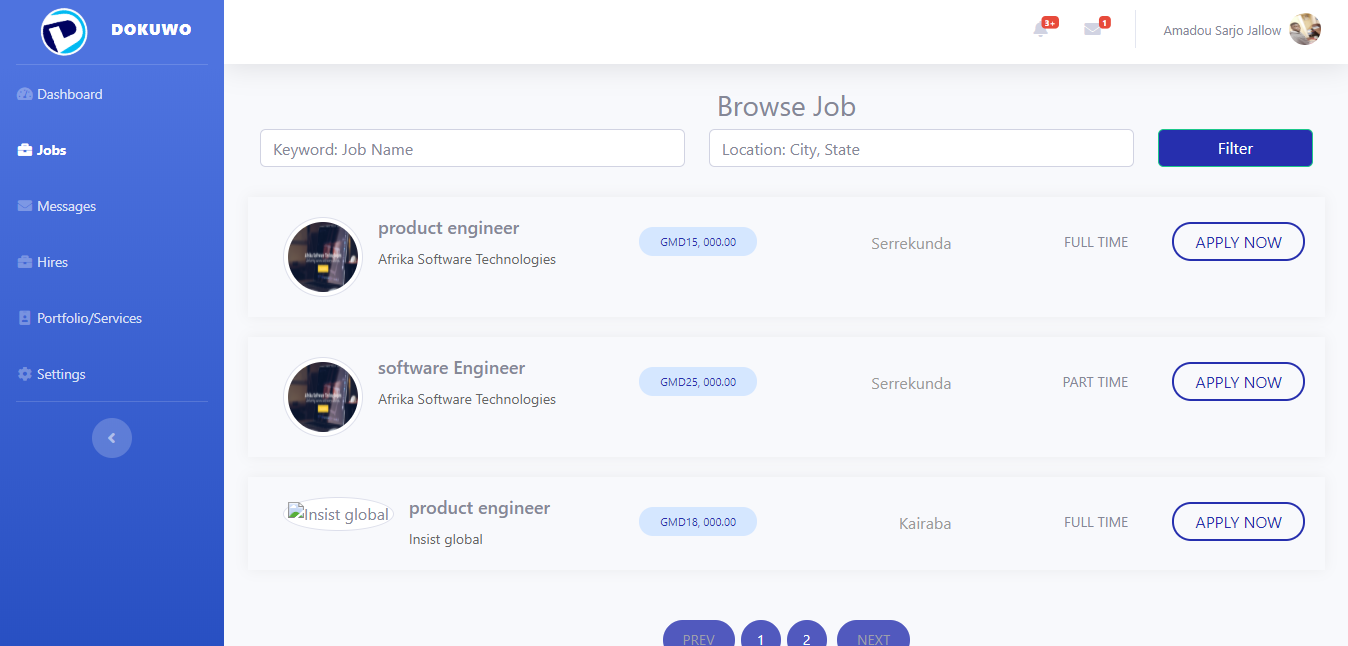 DOKUWO
3+
1
Amadou Sarjo Jallow
Dashboard
Jobs
Messages
Hires
Portfolio/Services
Settings
Browse Job
Keyword: Job Name
Location: City, State
Filter
product engineer
Afrika Software Technologies
GMD15, 000.00
Serrekunda
FULL TIME
APPLY NOW
software Engineer
Afrika Software Technologies
GMD25, 000.00
Serrekunda
PART TIME
APPLY NOW
Insist global
product engineer
Insist global
GMD18, 000.00
Kairaba
FULL TIME
APPLY NOW
PREV
1
2
NEXT